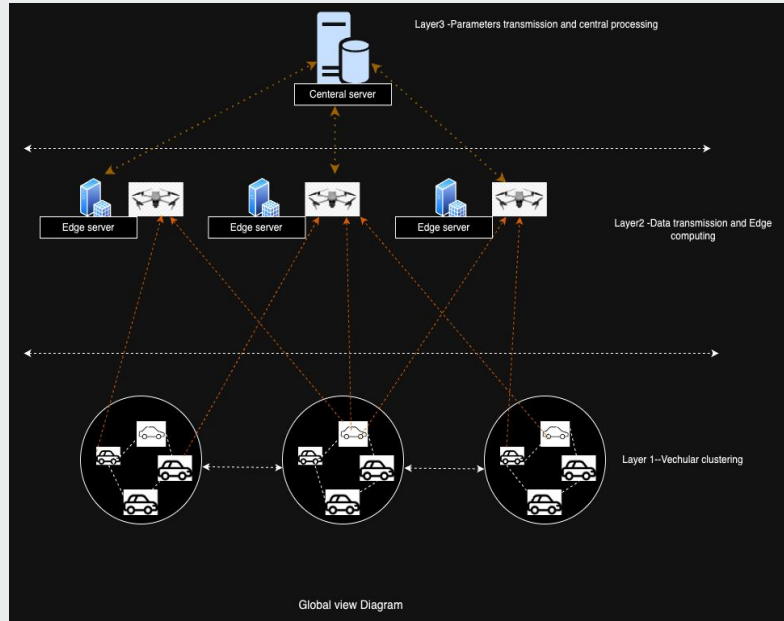 Layer3 -Parameters transmission and central processing
Centeral server
Edge server
Edge server
Edge server
Layer2 -Data transmission and Edge
computing
Layer 1--Vechular clustering
Global view Diagram